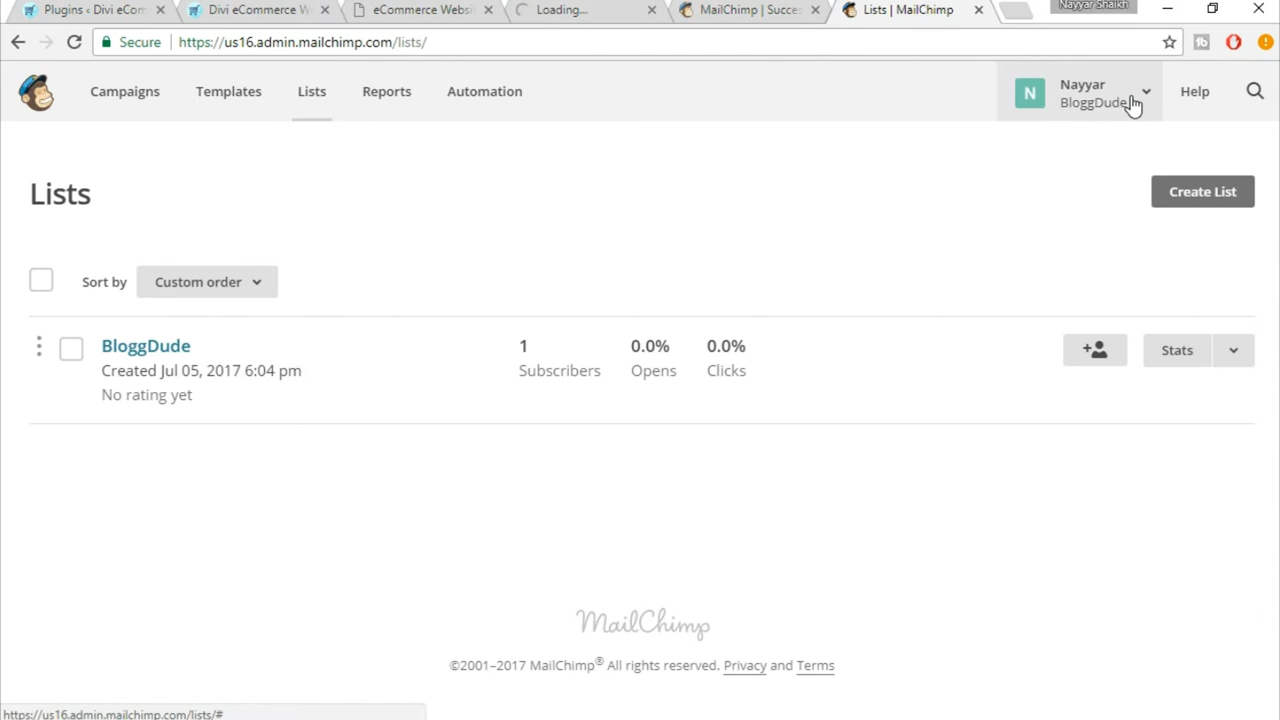 Plugins ‹ Divi eCom
Divi eCommerce W
eCommerce Websi
Loading...
MailChimp | Succes
Lists | MailChimp
Nayyar Shaikh
Secure
https://us16.admin.mailchimp.com/lists/
Campaigns
Templates
Lists
Reports
Automation
N
Nayyar
BloggDude
Help
Lists
Create List
Sort by
Custom order
BloggDude
1
0.0%
0.0%
Stats
Created Jul 05, 2017 6:04 pm
Subscribers
Opens
Clicks
No rating yet
MailChimp
©2001–2017 MailChimp® All rights reserved. Privacy and Terms
https://us16.admin.mailchimp.com/lists/#